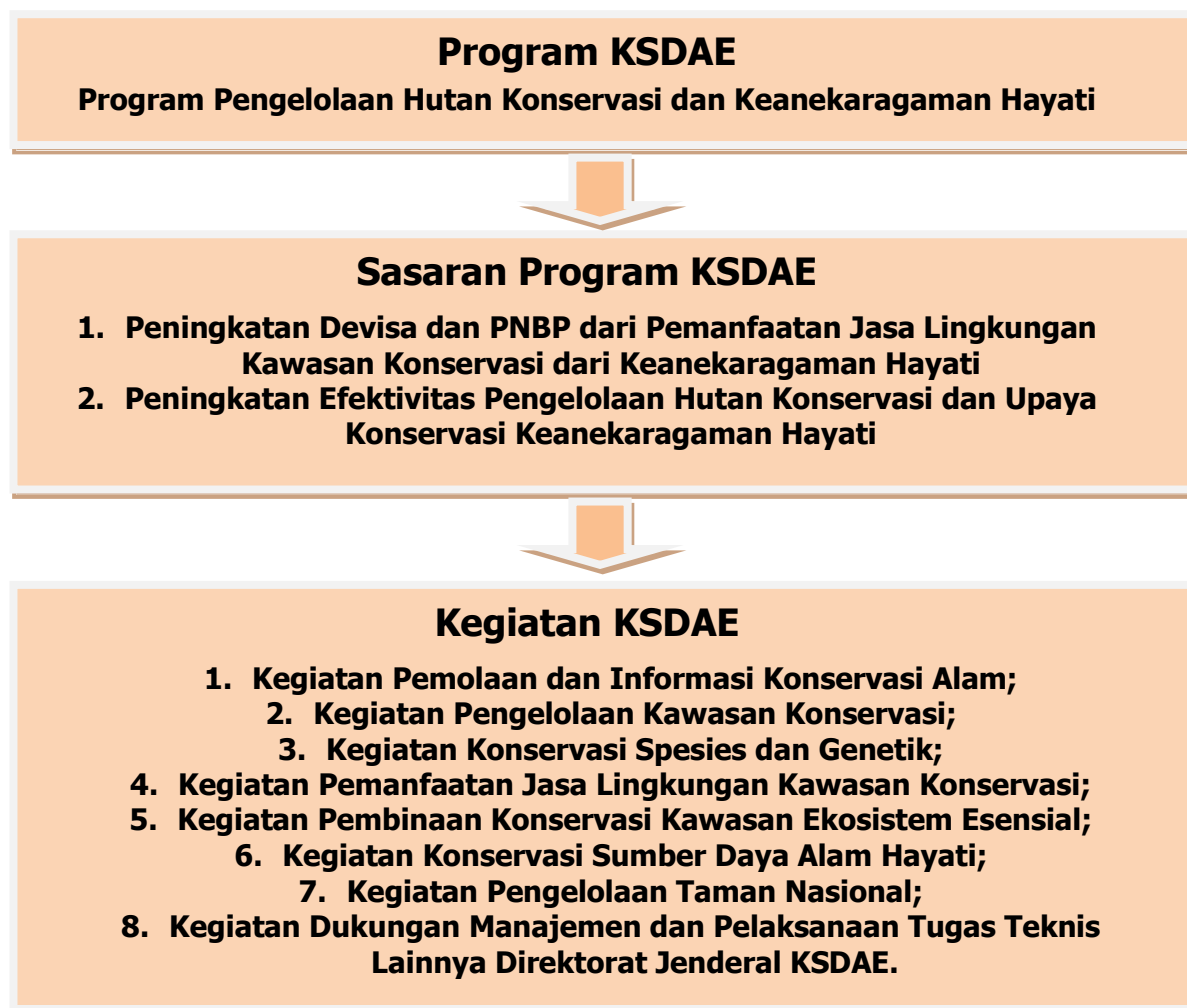 Program KSDAE
Program Pengelolaan Hutan Konservasi dan Keanekaragaman Hayati
Sasaran Program KSDAE
1. Peningkatan Devisa dan PNBP dari Pemanfaatan Jasa Lingkungan
Kawasan Konservasi dari Keanekaragaman Hayati
2. Peningkatan Efektivitas Pengelolaan Hutan Konservasi dan Upaya
Konservasi Keanekaragaman Hayati
Kegiatan KSDAE
1. Kegiatan Pemolaan dan Informasi Konservasi Alam;
2. Kegiatan Pengelolaan Kawasan Konservasi;
3. Kegiatan Konservasi Spesies dan Genetik;
4. Kegiatan Pemanfaatan Jasa Lingkungan Kawasan Konservasi;
5. Kegiatan Pembinaan Konservasi Kawasan Ekosistem Esensial;
6. Kegiatan Konservasi Sumber Daya Alam Hayati;
7. Kegiatan Pengelolaan Taman Nasional;
8. Kegiatan Dukungan Manajemen dan Pelaksanaan Tugas Teknis
Lainnya Direktorat Jenderal KSDAE.